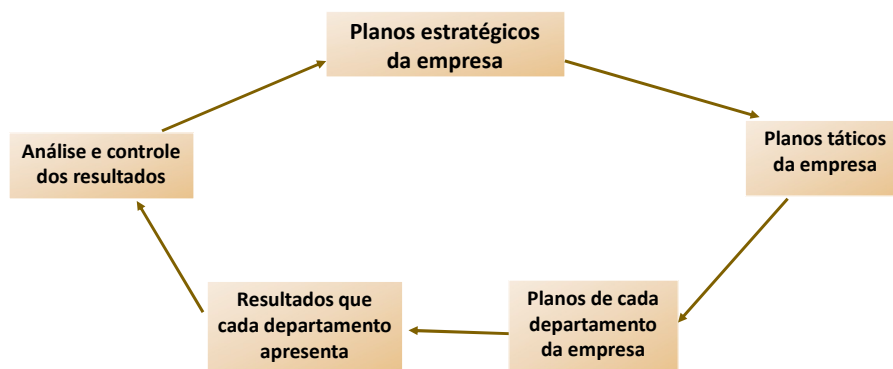 Planos estratégicos
da empresa
Planos táticos
da empresa
Planos de cada
departamento
da empresa
Resultados que
cada departamento
apresenta
Análise e controle
dos resultados